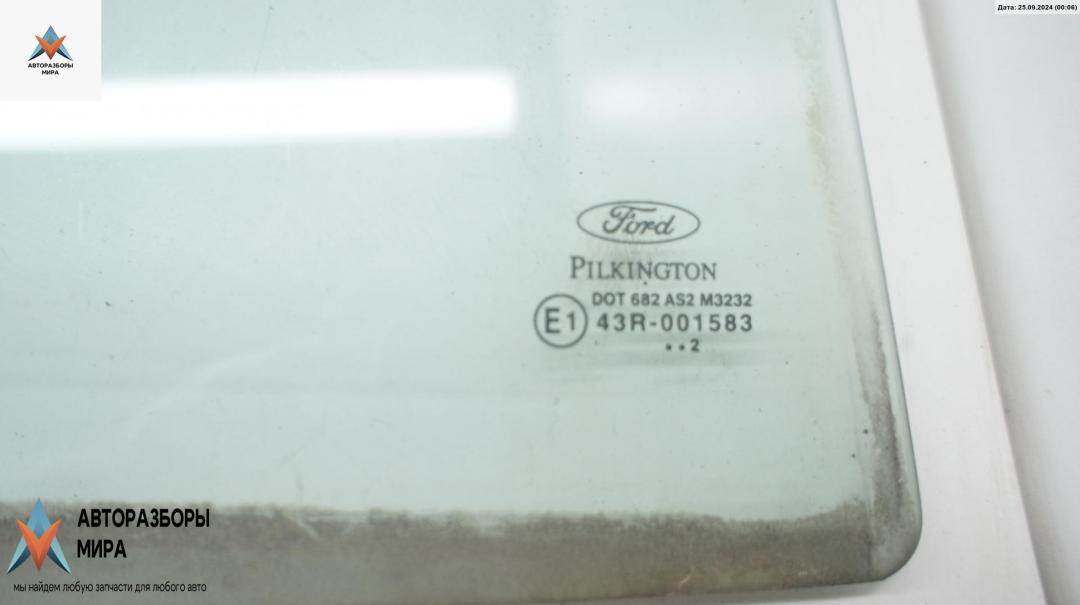 АВТОРАЗБОРЫ
МИРА
Дата: 25.09.2024 (00:06)
Ford
PILKINGTON
DOT 682 AS2 M3232
E1 43R-001583
..2
АВТОРАЗБОРЫ
МИРА
мы найдем любую запчасти для любого авто